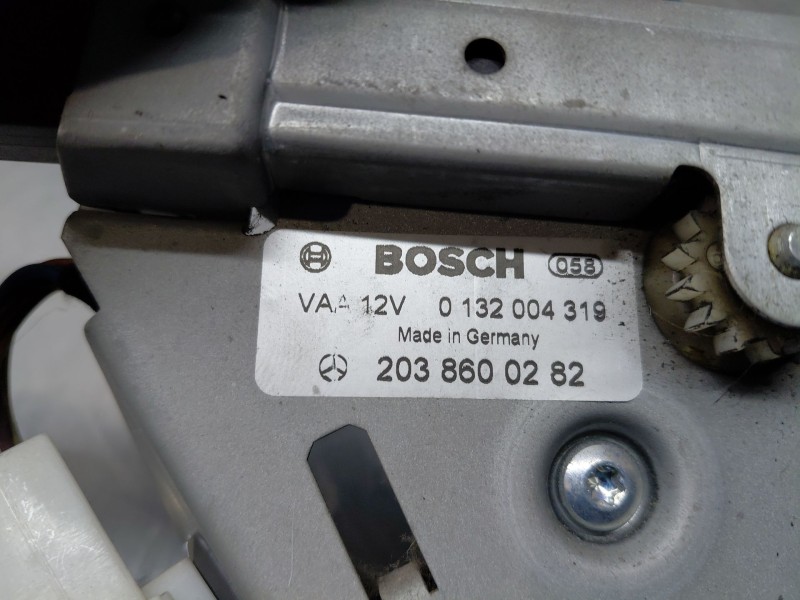 BOSCH 058
VAA 12V 0 132 004 319
Made in Germany
203 860 02 82